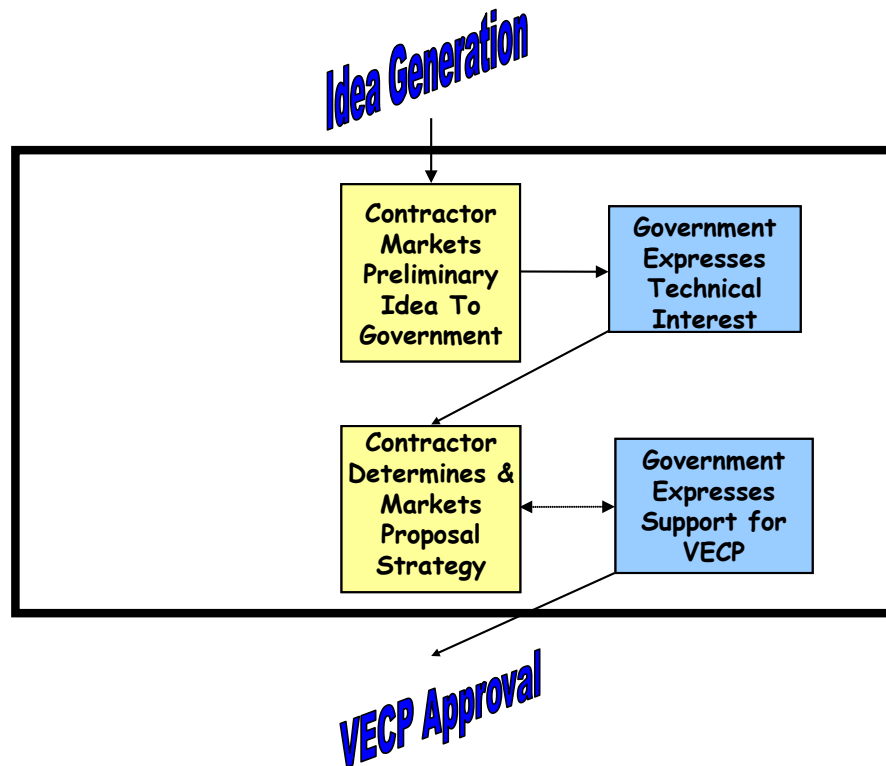 Idea Generation
Contractor
Markets
Preliminary
Idea To
Government
Government
Expresses
Technical
Interest
Contractor
Determines &
Markets
Proposal
Strategy
Government
Expresses
Support for
VECP
VECP Approval